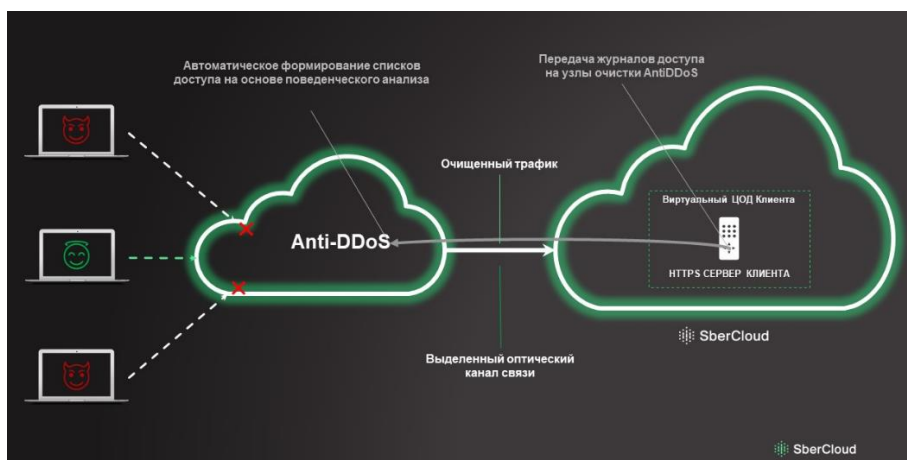 Автоматическое формирование списков
доступа на основе поведенческого анализа
Передача журналов доступа
на узлы очистки AntiDDoS
Очищенный трафик
Виртуальный ЦОД Клиента
Anti-DDoS
HTTPS СЕРВЕР КЛИЕНТА
SberCloud
Выделенный оптический
канал связи
SberCloud